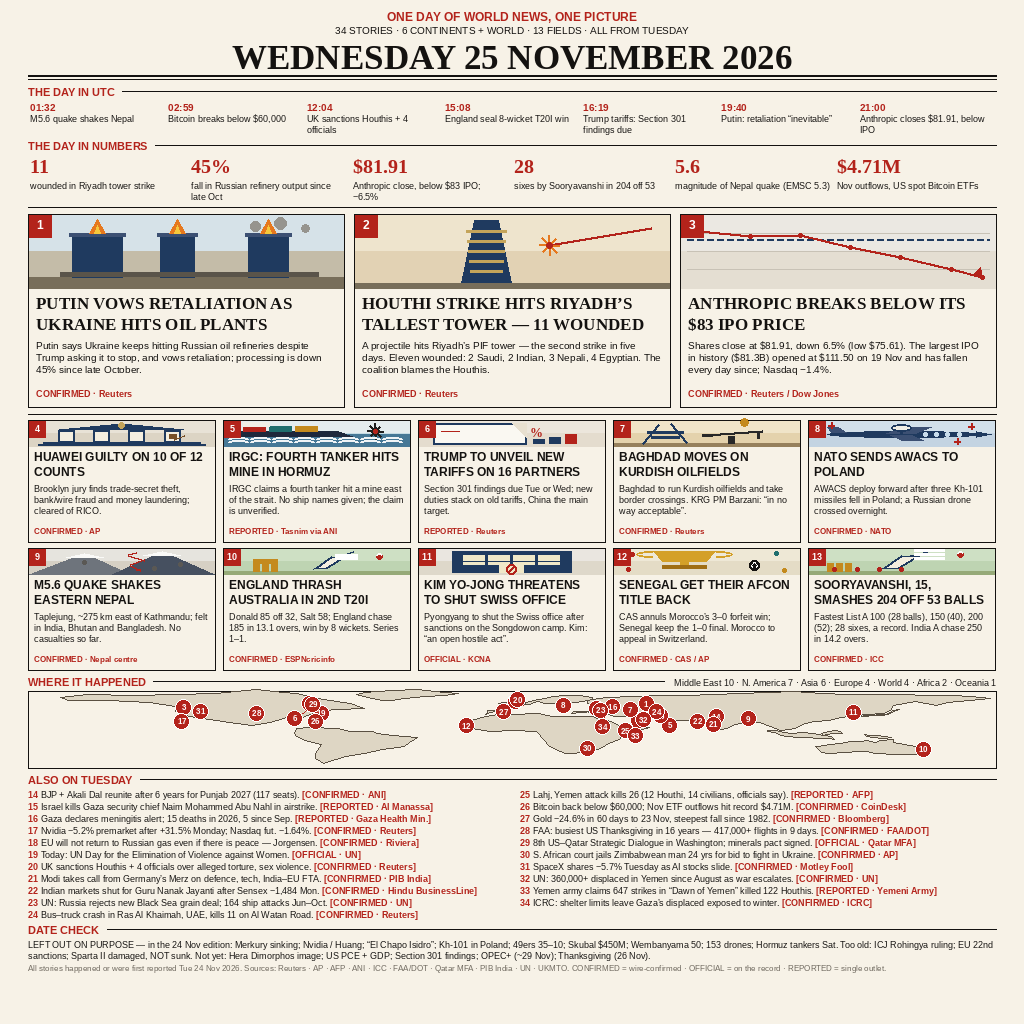 ONE DAY OF WORLD NEWS, ONE PICTURE
34 STORIES · 6 CONTINENTS + WORLD · 13 FIELDS · ALL FROM TUESDAY
WEDNESDAY 25 NOVEMBER 2026
THE DAY IN UTC
01:32
M5.6 quake shakes Nepal
02:59
Bitcoin breaks below $60,000
12:04
UK sanctions Houthis + 4
officials
15:08
England seal 8-wicket T20I win
16:19
Trump tariffs: Section 301
findings due
19:40
Putin: retaliation “inevitable”
21:00
Anthropic closes $81.91, below
IPO
THE DAY IN NUMBERS
11
wounded in Riyadh tower strike
45%
fall in Russian refinery output since
late Oct
$81.91
Anthropic close, below $83 IPO;
−6.5%
28
sixes by Sooryavanshi in 204 off 53
5.6
magnitude of Nepal quake (EMSC 5.3)
$4.71M
Nov outflows, US spot Bitcoin ETFs
1
PUTIN VOWS RETALIATION AS
UKRAINE HITS OIL PLANTS
Putin says Ukraine keeps hitting Russian oil refineries despite
Trump asking it to stop, and vows retaliation; processing is down
45% since late October.
CONFIRMED · Reuters
2
HOUTHI STRIKE HITS RIYADH’S
TALLEST TOWER — 11 WOUNDED
A projectile hits Riyadh’s PIF tower — the second strike in five
days. Eleven wounded: 2 Saudi, 2 Indian, 3 Nepali, 4 Egyptian. The
coalition blames the Houthis.
CONFIRMED · Reuters
3
ANTHROPIC BREAKS BELOW ITS
$83 IPO PRICE
Shares close at $81.91, down 6.5% (low $75.61). The largest IPO
in history ($81.3B) opened at $111.50 on 19 Nov and has fallen
every day since; Nasdaq −1.4%.
CONFIRMED · Reuters / Dow Jones
4
HUAWEI GUILTY ON 10 OF 12
COUNTS
Brooklyn jury finds trade-secret theft,
bank/wire fraud and money laundering;
cleared of RICO.
CONFIRMED · AP
5
IRGC: FOURTH TANKER HITS
MINE IN HORMUZ
IRGC claims a fourth tanker hit a mine east
of the strait. No ship names given; the claim
is unverified.
REPORTED · Tasnim via ANI
6
%
TRUMP TO UNVEIL NEW
TARIFFS ON 16 PARTNERS
Section 301 findings due Tue or Wed; new
duties stack on old tariffs, China the main
target.
REPORTED · Reuters
7
BAGHDAD MOVES ON
KURDISH OILFIELDS
Baghdad to run Kurdish oilfields and take
border crossings. KRG PM Barzani: “in no
way acceptable”.
CONFIRMED · Reuters
8
NATO SENDS AWACS TO
POLAND
AWACS deploy forward after three Kh-101
missiles fell in Poland; a Russian drone
crossed overnight.
CONFIRMED · NATO
9
M5.6 QUAKE SHAKES
EASTERN NEPAL
Taplejung, ~275 km east of Kathmandu; felt
in India, Bhutan and Bangladesh. No
casualties so far.
CONFIRMED · Nepal centre
10
ENGLAND THRASH
AUSTRALIA IN 2ND T20I
Donald 85 off 32, Salt 58; England chase
185 in 13.1 overs, win by 8 wickets. Series
1–1.
CONFIRMED · ESPNcricinfo
11
KIM YO-JONG THREATENS
TO SHUT SWISS OFFICE
Pyongyang to shut the Swiss office after
sanctions on the Songdowon camp. Kim:
“an open hostile act”.
OFFICIAL · KCNA
12
SENEGAL GET THEIR AFCON
TITLE BACK
CAS annuls Morocco’s 3–0 forfeit win;
Senegal keep the 1–0 final. Morocco to
appeal in Switzerland.
CONFIRMED · CAS / AP
13
SOORYAVANSHI, 15,
SMASHES 204 OFF 53 BALLS
Fastest List A 100 (28 balls), 150 (40), 200
(52); 28 sixes, a record. India A chase 250
in 14.2 overs.
CONFIRMED · ICC
WHERE IT HAPPENED
Middle East 10 · N. America 7 · Asia 6 · Europe 4 · World 4 · Africa 2 · Oceania 1
3 31 17 28 6 29 26 12 27 20 8 23 16 7 1 32 24 5 34 33 30 22 21 9 11 10
ALSO ON TUESDAY
14 BJP + Akali Dal reunite after 6 years for Punjab 2027 (117 seats). [CONFIRMED · ANI]
15 Israel kills Gaza security chief Naim Mohammed Abu Nahl in airstrike. [REPORTED · Al Manassa]
16 Gaza declares meningitis alert; 15 deaths in 2026, 5 since Sep. [REPORTED · Gaza Health Min.]
17 Nvidia −5.2% premarket after +31.5% Monday; Nasdaq fut. −1.64%. [CONFIRMED · Reuters]
18 EU will not return to Russian gas even if there is peace — Jorgensen. [CONFIRMED · Riviera]
19 Today: UN Day for the Elimination of Violence against Women. [OFFICIAL · UN]
20 UK sanctions Houthis + 4 officials over alleged torture, sex violence. [CONFIRMED · Reuters]
21 Modi takes call from Germany’s Merz on defence, tech, India–EU FTA. [CONFIRMED · PIB India]
22 Indian markets shut for Guru Nanak Jayanti after Sensex −1,484 Mon. [CONFIRMED · Hindu BusinessLine]
23 UN: Russia rejects new Black Sea grain deal; 164 ship attacks Jun–Oct. [CONFIRMED · UN]
24 Bus–truck crash in Ras Al Khaimah, UAE, kills 11 on Al Watan Road. [CONFIRMED · Reuters]
25 Lahj, Yemen attack kills 26 (12 Houthi, 14 civilians, officials say). [REPORTED · AFP]
26 Bitcoin back below $60,000; Nov ETF outflows hit record $4.71M. [CONFIRMED · CoinDesk]
27 Gold −24.6% in 60 days to 23 Nov, steepest fall since 1982. [CONFIRMED · Bloomberg]
28 FAA: busiest US Thanksgiving in 16 years — 417,000+ flights in 9 days. [CONFIRMED · FAA/DOT]
29 8th US–Qatar Strategic Dialogue in Washington; minerals pact signed. [OFFICIAL · Qatar MFA]
30 S. African court jails Zimbabwean man 24 yrs for bid to fight in Ukraine. [CONFIRMED · AP]
31 SpaceX shares −5.7% Tuesday as AI stocks slide. [CONFIRMED · Motley Fool]
32 UN: 360,000+ displaced in Yemen since August as war escalates. [CONFIRMED · UN]
33 Yemen army claims 647 strikes in “Dawn of Yemen” killed 122 Houthis. [REPORTED · Yemeni Army]
34 ICRC: shelter limits leave Gaza’s displaced exposed to winter. [CONFIRMED · ICRC]
DATE CHECK
LEFT OUT ON PURPOSE — in the 24 Nov edition: Merkury sinking; Nvidia / Huang; “El Chapo Isidro”; Kh-101 in Poland; 49ers 35–10; Skubal $450M; Wembanyama 50; 153 drones; Hormuz tankers Sat. Too old: ICJ Rohingya ruling; EU 22nd
sanctions; Sparta II damaged, NOT sunk. Not yet: Hera Dimorphos image; US PCE + GDP; Section 301 findings; OPEC+ (~29 Nov); Thanksgiving (26 Nov).
All stories happened or were first reported Tue 24 Nov 2026. Sources: Reuters · AP · AFP · ANI · ICC · FAA/DOT · Qatar MFA · PIB India · UN · UKMTO. CONFIRMED = wire-confirmed · OFFICIAL = on the record · REPORTED = single outlet.